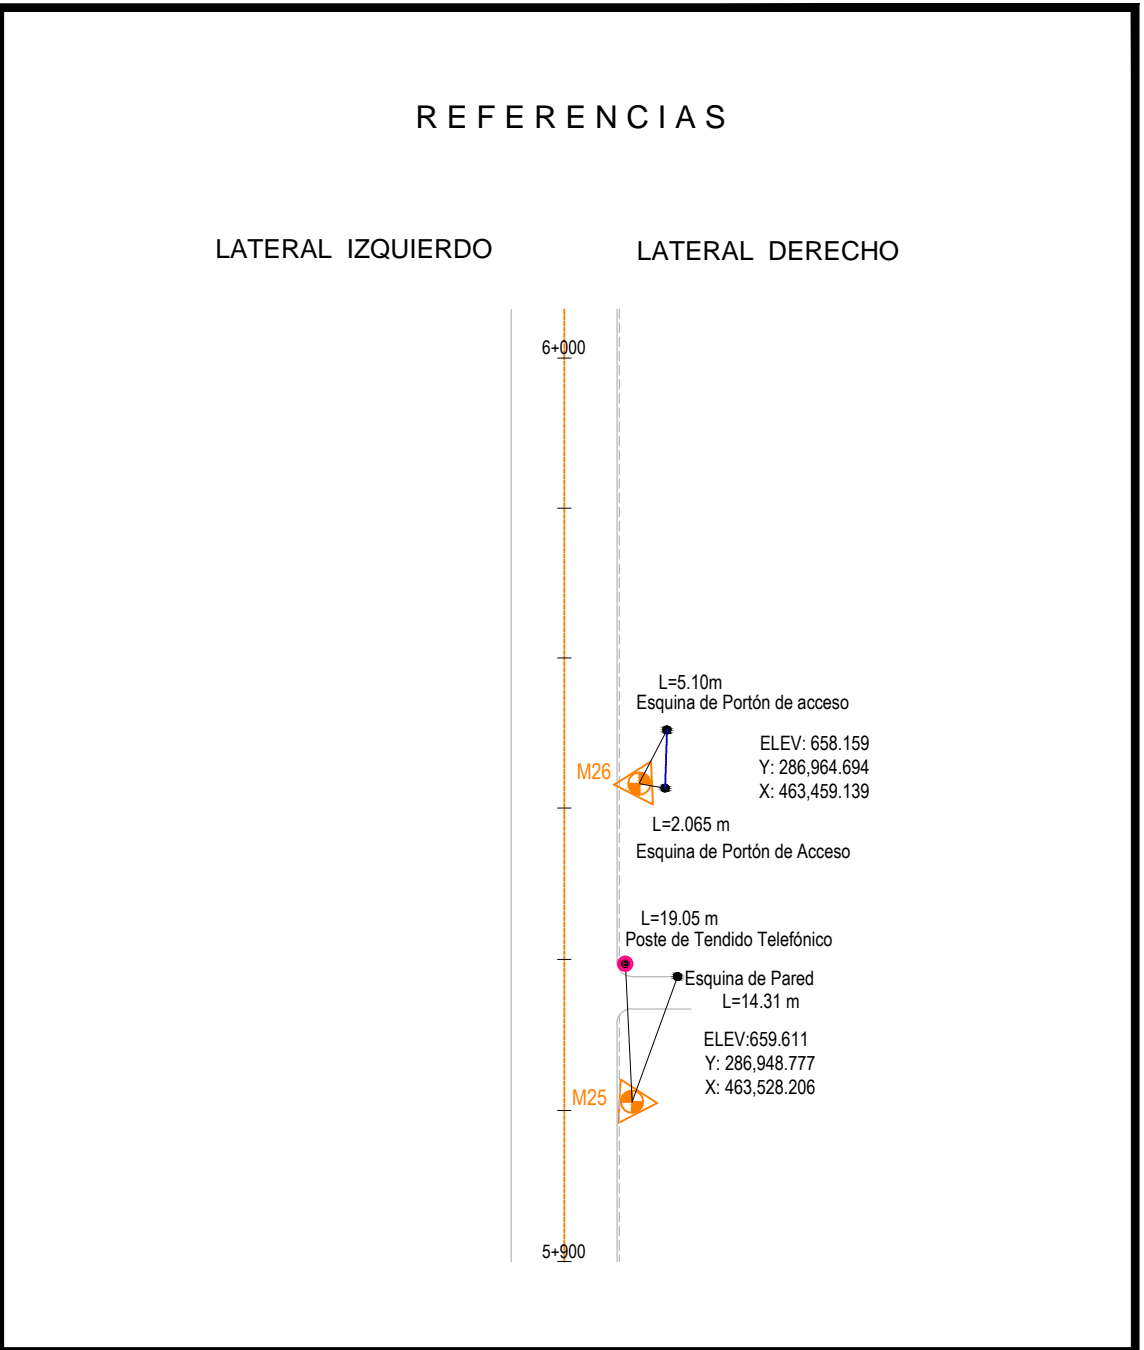 REFERENCIAS
LATERAL IZQUIERDO
LATERAL DERECHO
6+000
L=5.10m
Esquina de Portón de acceso
ELEV: 658.159
Y: 286,964.694
X: 463,459.139
M26
L=2.065 m
Esquina de Portón de Acceso
L=19.05 m
Poste de Tendido Telefónico
Esquina de Pared
L=14.31 m
ELEV:659.611
Y: 286,948.777
X: 463,528.206
M25
5+900